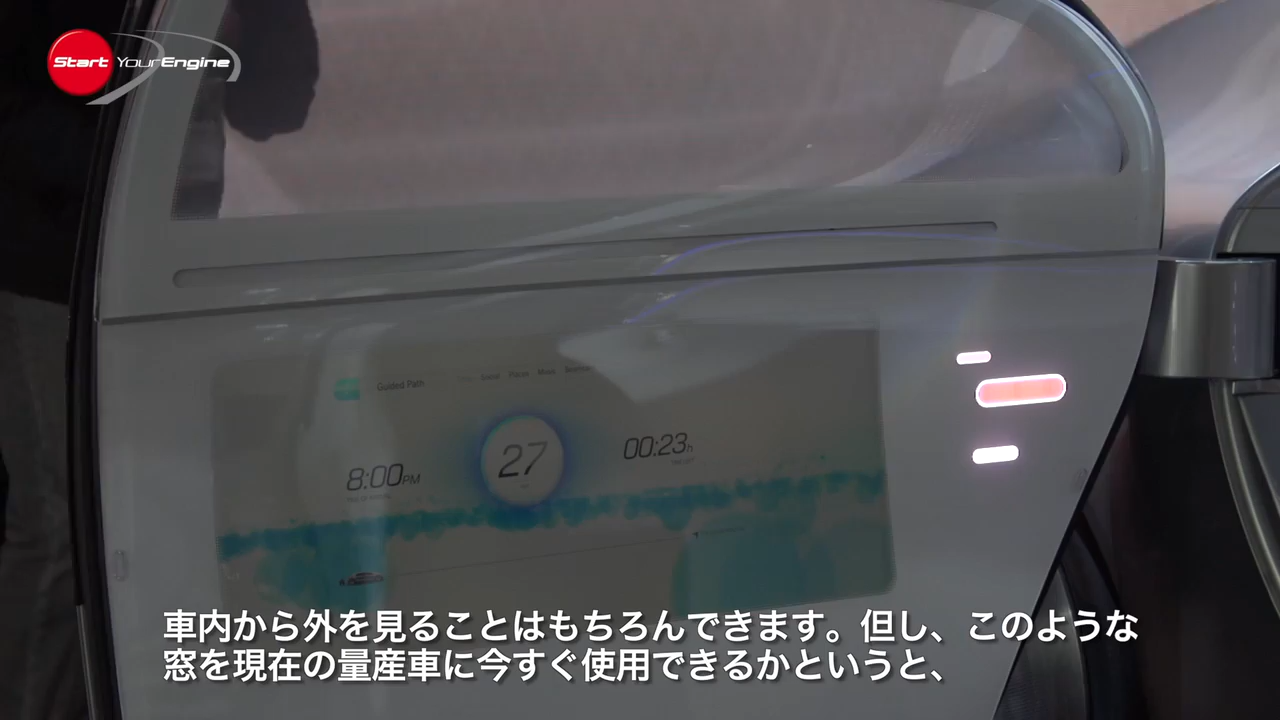 Start YourEngine
Guided Path
Local Places Music
8:00PM
27
00:23h
車内から外を見ることはもちろんできます。但し、このような
窓を現在の量産車に今すぐ使用できるかというと、